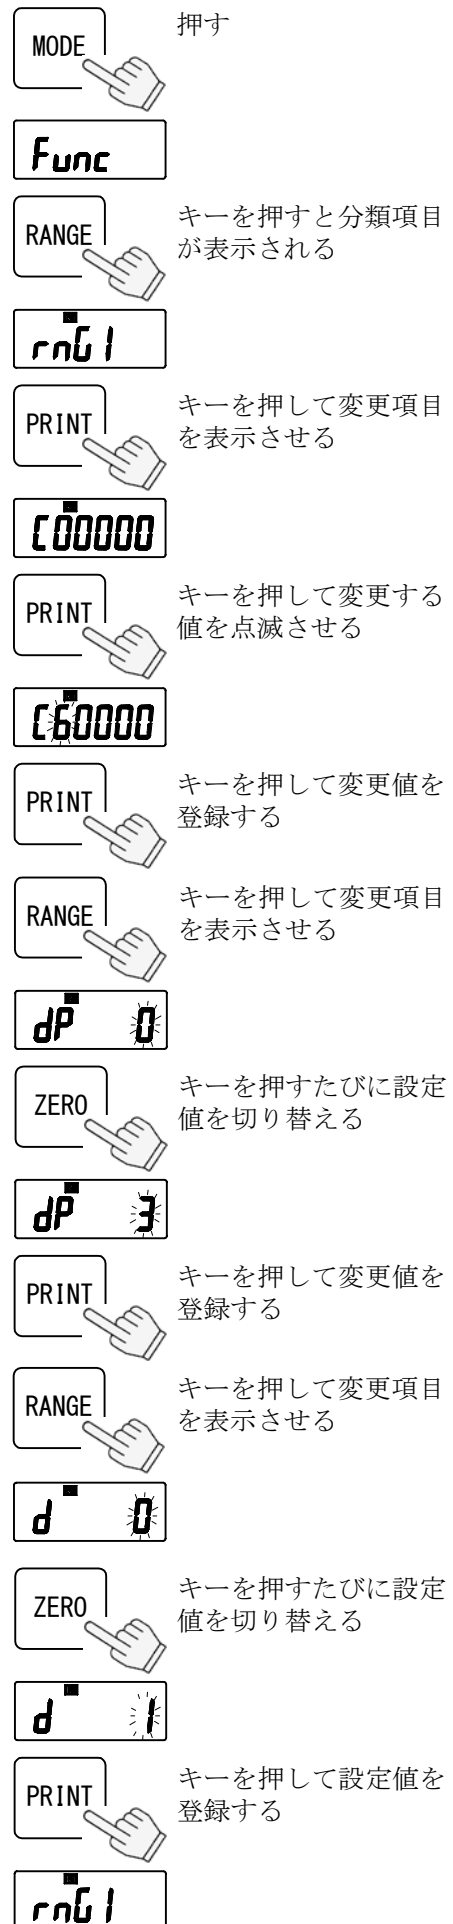 MODE
押す
Func
RANGE
キーを押すと分類項目
が表示される
rnG1
PRINT
キーを押して変更項目
を表示させる
C00000
PRINT
キーを押して変更する
値を点滅させる
C60000
PRINT
キーを押して変更値を
登録する
RANGE
キーを押して変更項目
を表示させる
dP 0
ZERO
キーを押すたびに設定
値を切り替える
dP 3
PRINT
キーを押して変更値を
登録する
RANGE
キーを押して変更項目
を表示させる
d 0
ZERO
キーを押すたびに設定
値を切り替える
d 1
PRINT
キーを押して設定値を
登録する
rnG1